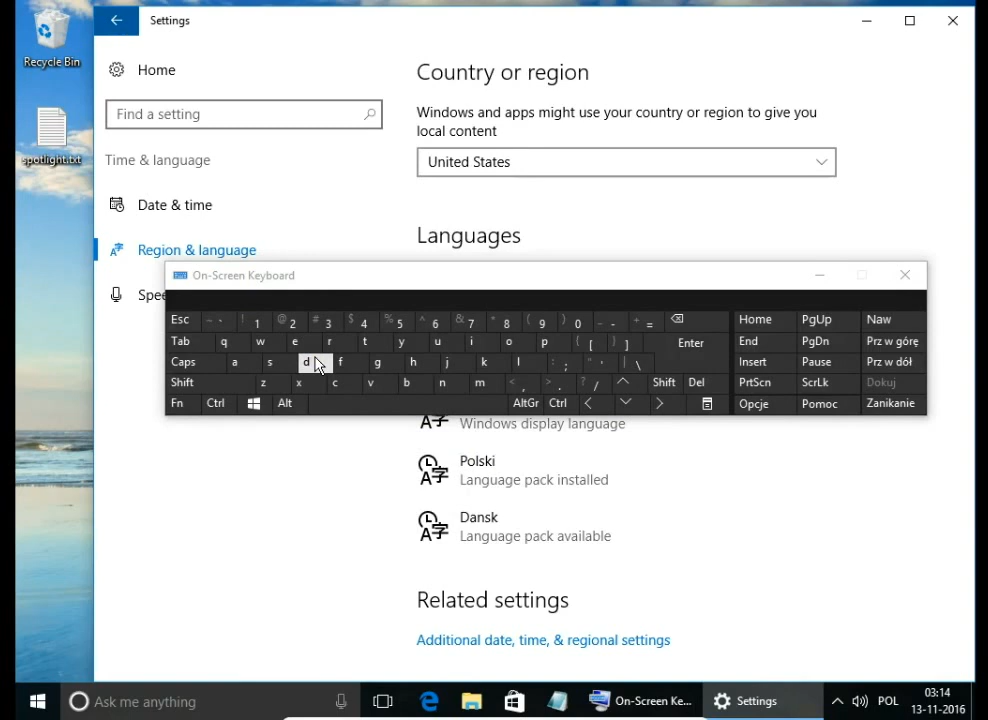 Recycle Bin
spotlight.txt
Settings
Home
Find a setting
Time & language
Date & time
Region & language
Spee
Country or region
Windows and apps might use your country or region to give you
local content
United States
Languages
On-Screen Keyboard
Esc ~ ` ! 1 @ 2 # 3 $ 4 % 5 ^ 6 & 7 * 8 ( 9 ) 0 _ - + = Home PgUp Naw
Tab q w e r t y u i o p { [ } ] Enter End PgDn Prz w górę
Caps a s d f g h j k l : ; " ' | \ Insert Pause Prz w dół
Shift z x c v b n m < , > . ? / Shift Del PrtScn ScrLk Dokuj
Fn Ctrl Alt AltGr Ctrl Opcje Pomoc Zanikanie
Windows display language
Polski
Language pack installed
Dansk
Language pack available
Related settings
Additional date, time, & regional settings
Ask me anything
On-Screen Ke...
Settings
POL
03:14
13-11-2016